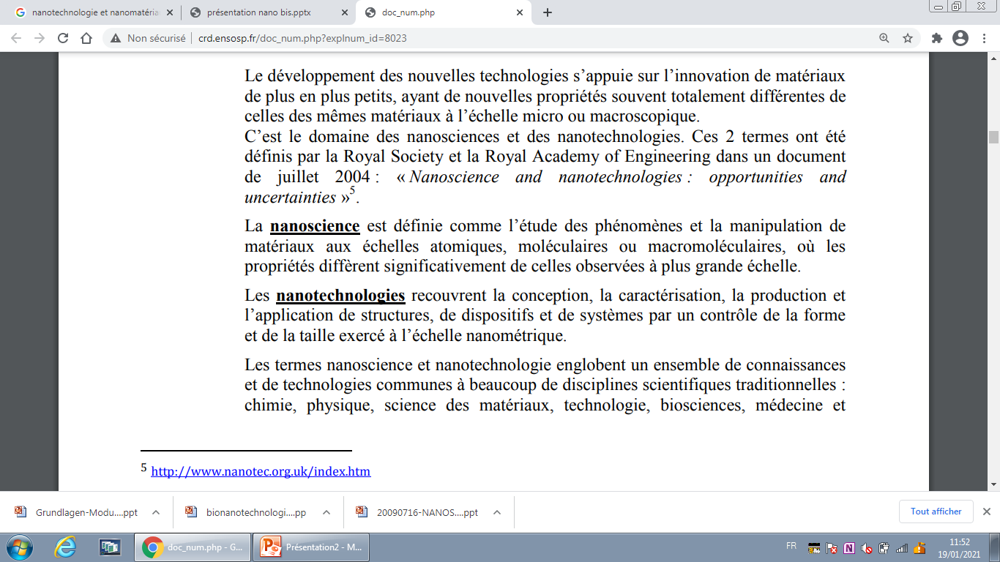 nanotechnologie et nanomatéria
présentation nano bis.pptx
doc_num.php
Non sécurisé
crd.ensosp.fr/doc_num.php?explnum_id=8023
Le développement des nouvelles technologies s’appuie sur l’innovation de matériaux
de plus en plus petits, ayant de nouvelles propriétés souvent totalement différentes de
celles des mêmes matériaux à l’échelle micro ou macroscopique.
C’est le domaine des nanosciences et des nanotechnologies. Ces 2 termes ont été
définis par la Royal Society et la Royal Academy of Engineering dans un document
de juillet 2004 : « Nanoscience and nanotechnologies : opportunities and
uncertainties »5.
La nanoscience est définie comme l’étude des phénomènes et la manipulation de
matériaux aux échelles atomiques, moléculaires ou macromoléculaires, où les
propriétés diffèrent significativement de celles observées à plus grande échelle.
Les nanotechnologies recouvrent la conception, la caractérisation, la production et
l’application de structures, de dispositifs et de systèmes par un contrôle de la forme
et de la taille exercé à l’échelle nanométrique.
Les termes nanoscience et nanotechnologie englobent un ensemble de connaissances
et de technologies communes à beaucoup de disciplines scientifiques traditionnelles :
chimie, physique, science des matériaux, technologie, biosciences, médecine et
5 http://www.nanotec.org.uk/index.htm
Grundlagen-Modu....ppt
bionanotechnologi....pp
20090716-NANOS....ppt
Tout afficher
doc_num.php - G...
Présentation2 - M...
FR
11:52
19/01/2021